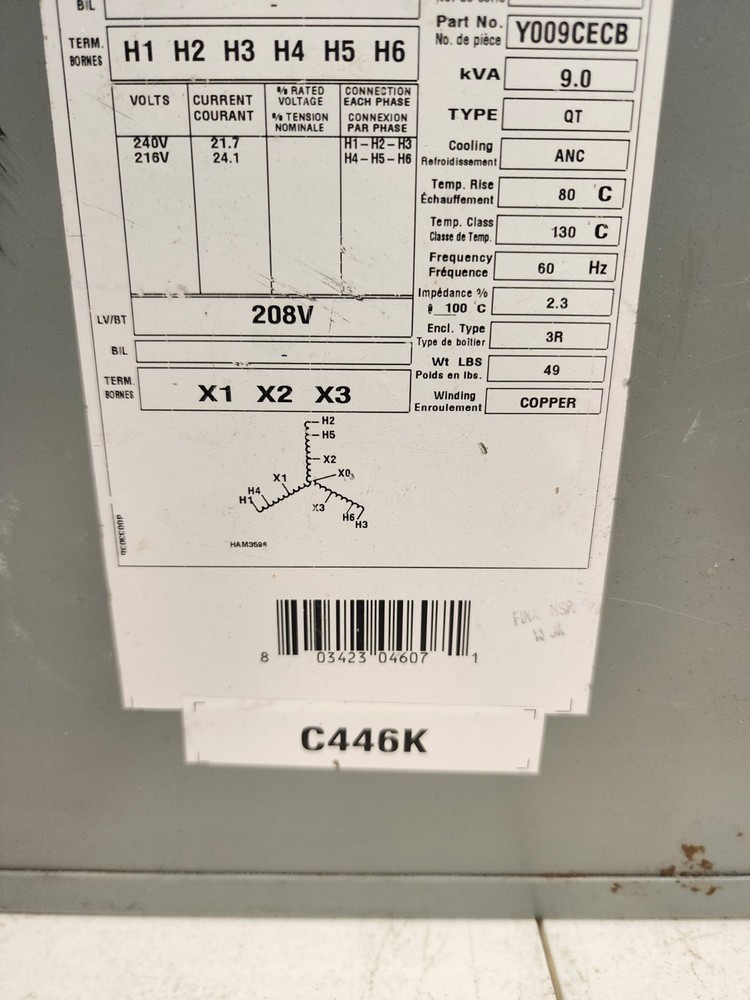 BIL -
TERM. H1 H2 H3 H4 H5 H6
BORNES
VOLTS CURRENT COURANT % RATED VOLTAGE % TENSION NOMINALE CONNECTION EACH PHASE CONNEXION PAR PHASE
240V 21.7 H1-H2-H3
216V 24.1 H4-H5-H6
LV/BT 208V
BIL -
TERM. X1 X2 X3
BORNES
Part No. Y009CECB
No. de pièce
kVA 9.0
TYPE QT
Cooling ANC
Refroidissement
Temp. Rise 80 C
Échauffement
Temp. Class 130 C
Classe de Temp.
Frequency 60 Hz
Fréquence
Impédance % 2.3
@ 100 °C
Encl. Type 3R
Type de boîtier
Wt LBS 49
Poids en lbs.
Winding COPPER
Enroulement
H2
H5
X2
X0
X1
H4
H1
X3
H6
H3
8 03423 04607 1
C446K